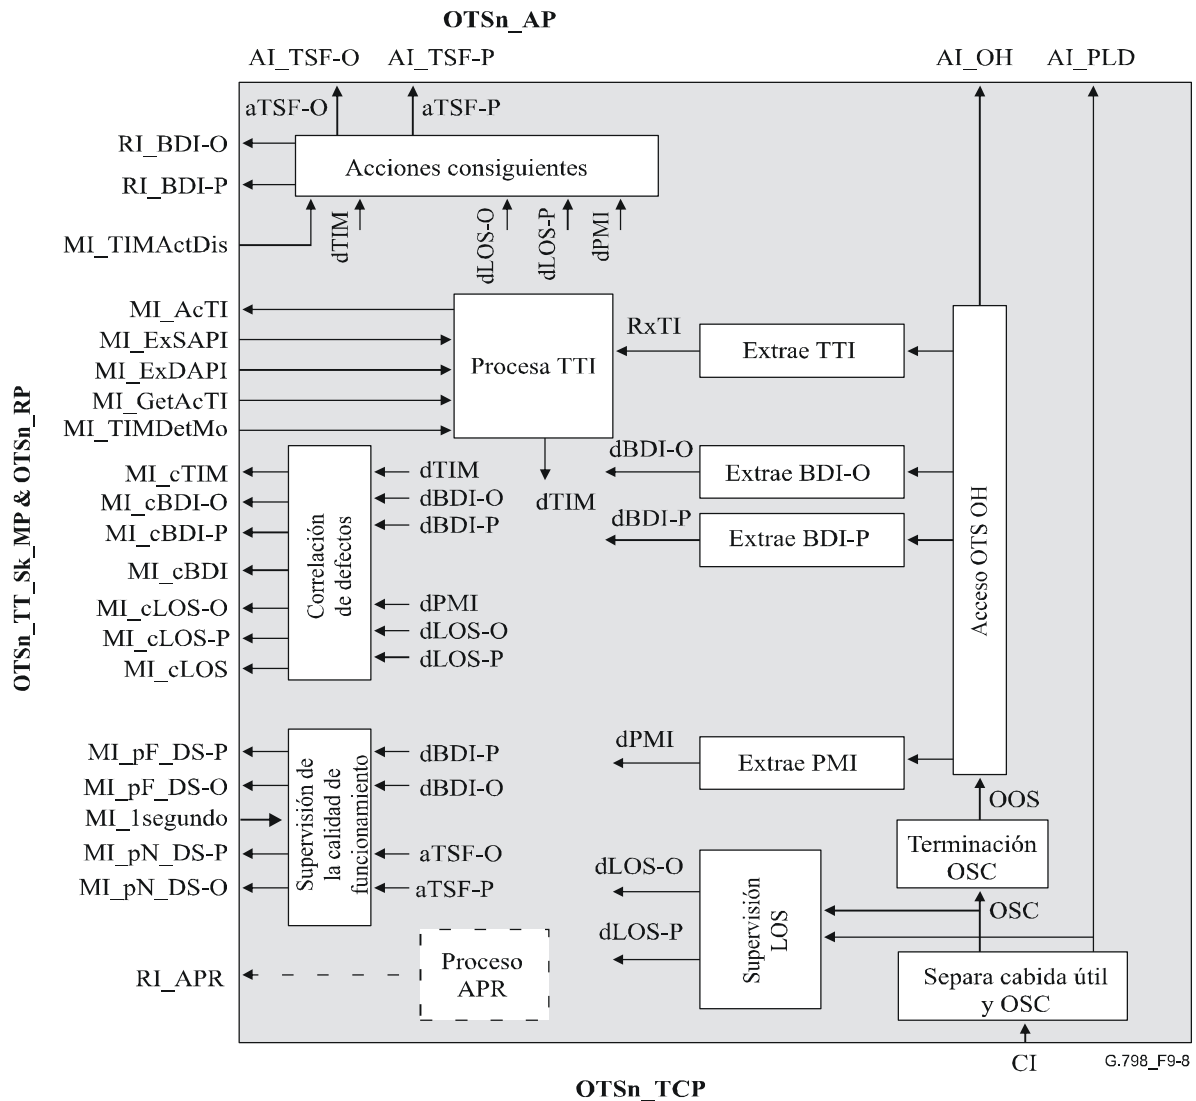 OTSn_AP
AI_TSF-O
AI_TSF-P
AI_OH
AI_PLD
aTSF-O
aTSF-P
RI_BDI-O
RI_BDI-P
Acciones consiguientes
MI_TIMActDis
dTIM
dLOS-O
dLOS-P
dPMI
MI_AcTI
MI_ExSAPI
MI_ExDAPI
MI_GetAcTI
MI_TIMDetMo
Procesa TTI
RxTI
Extrae TTI
dTIM
dBDI-O
Extrae BDI-O
dBDI-P
Extrae BDI-P
Acceso OTS OH
OTSn_TT_Sk_MP & OTSn_RP
MI_cTIM
MI_cBDI-O
MI_cBDI-P
MI_cBDI
MI_cLOS-O
MI_cLOS-P
MI_cLOS
Correlación
de defectos
dTIM
dBDI-O
dBDI-P
dPMI
dLOS-O
dLOS-P
MI_pF_DS-P
MI_pF_DS-O
MI_1segundo
MI_pN_DS-P
MI_pN_DS-O
Supervisión de
la calidad de
funcionamiento
dBDI-P
dBDI-O
aTSF-O
aTSF-P
dPMI
Extrae PMI
OOS
Terminación
OSC
OSC
dLOS-O
dLOS-P
Supervisión
LOS
RI_APR
Proceso
APR
Separa cabida útil
y OSC
CI
G.798_F9-8
OTSn_TCP